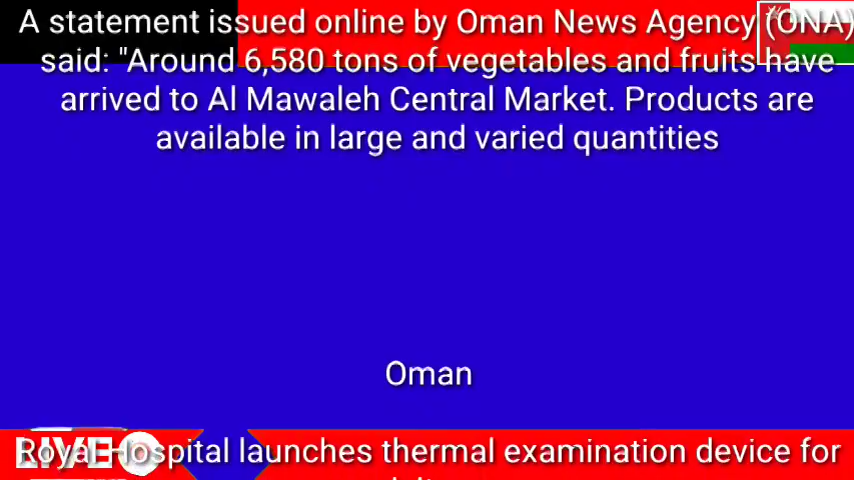 A statement issued online by Oman News Agency (ONA)
said: "Around 6,580 tons of vegetables and fruits have
arrived to Al Mawaleh Central Market. Products are
available in large and varied quantities
Oman
LIVE
Royal Hospital launches thermal examination device for